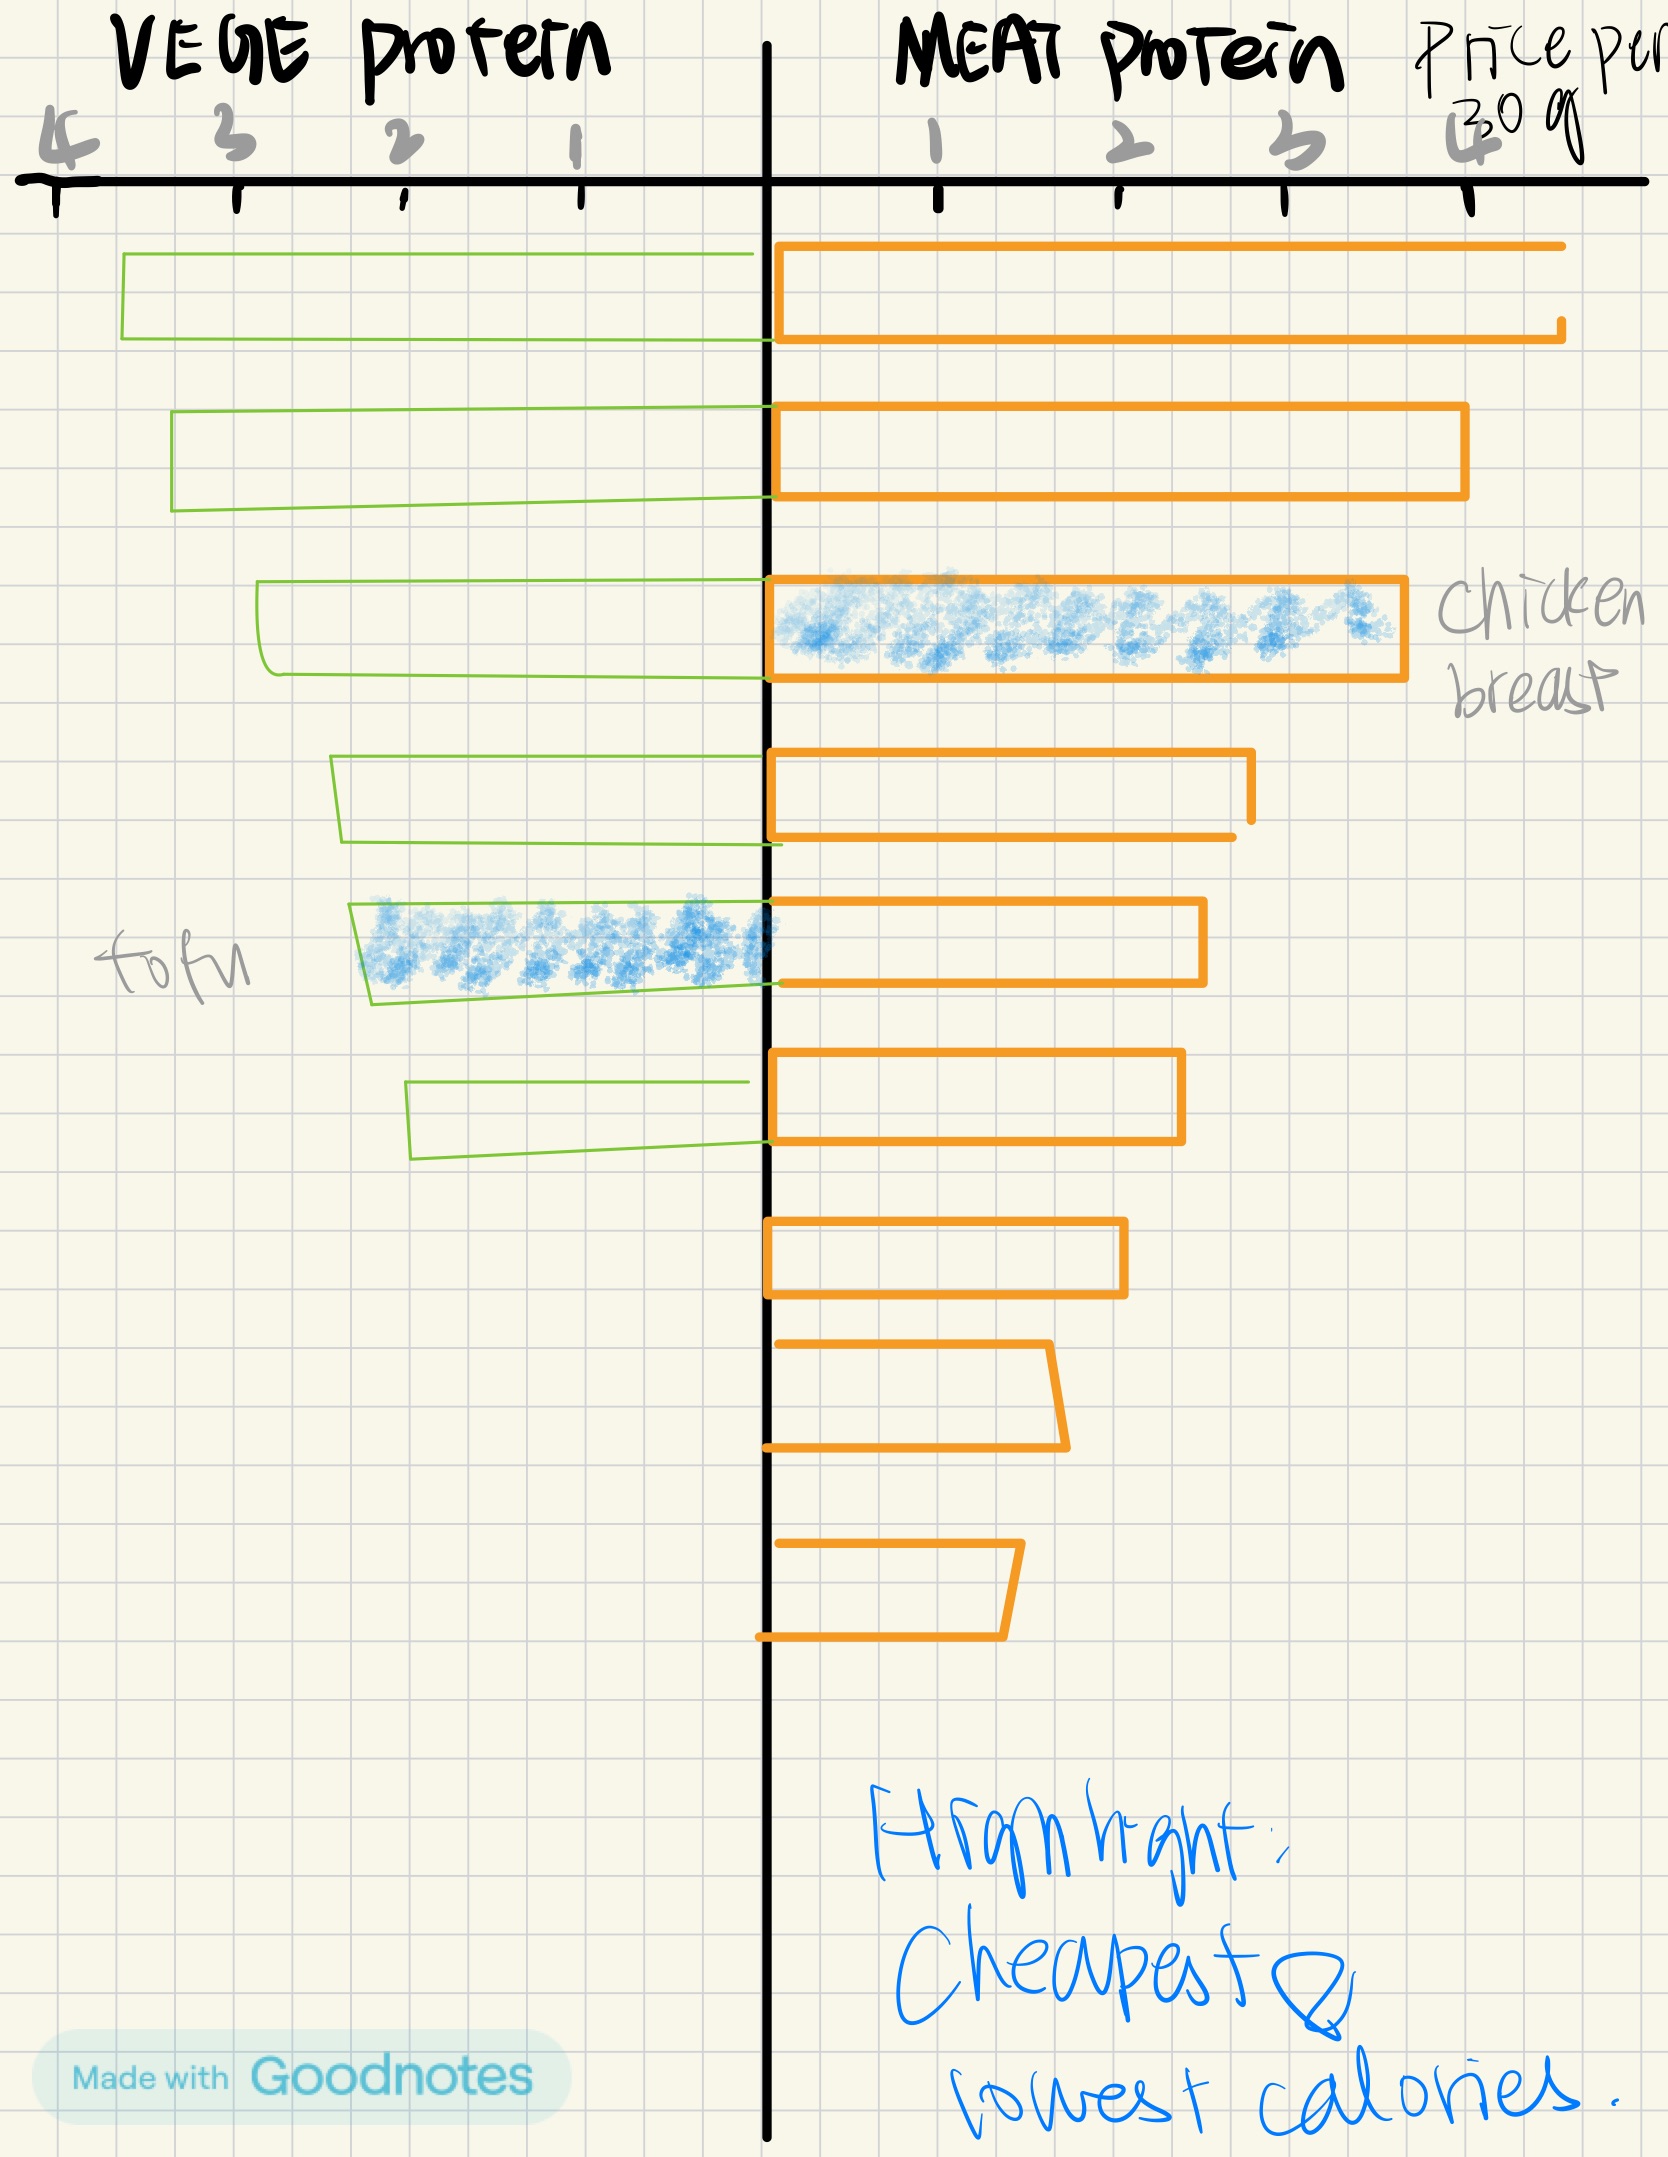 VEGE protein
MEAT protein
Price per
30 g
4 3 2 1 1 2 3 4
chicken
breast
tofu
Highlight:
Cheapest &
lowest calories.
Made with Goodnotes